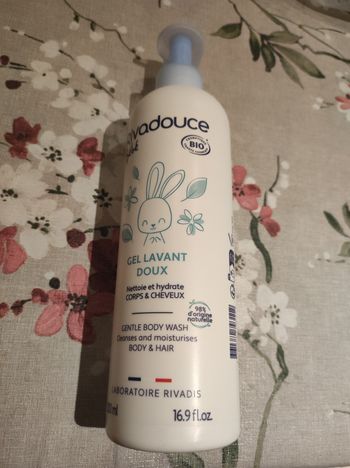 vadouce
BIO
GEL LAVANT
DOUX
Nettoie et hydrate
CORPS & CHEVEUX
98%
d'origine
naturelle
GENTLE BODY WASH
Cleanses and moisturises
BODY & HAIR
LABORATOIRE RIVADIS
ml 16.9 fl.oz.